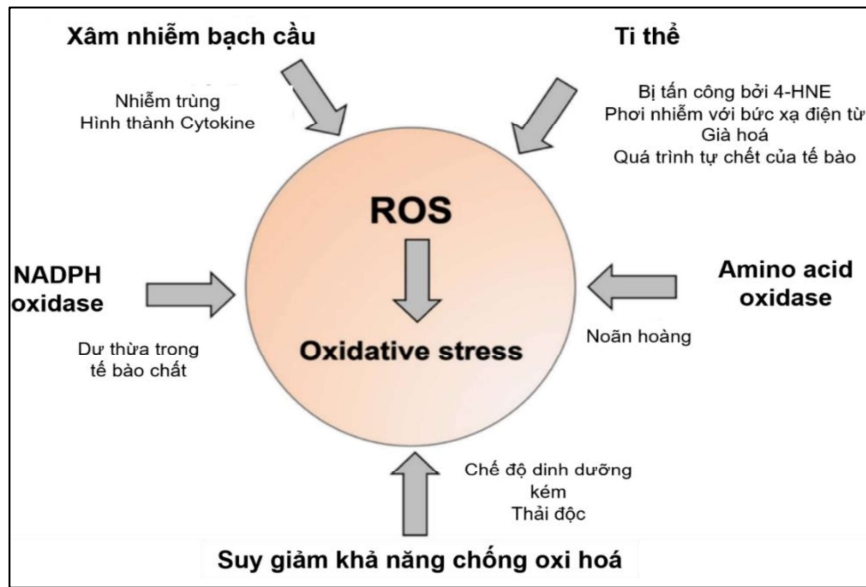 Xâm nhiễm bạch cầu
Nhiễm trùng
Hình thành Cytokine
Ti thể
Bị tấn công bởi 4-HNE
Phơi nhiễm với bức xạ điện từ
Già hoá
Quá trình tự chết của tế bào
ROS
Oxidative stress
NADPH
oxidase
Dư thừa trong
tế bào chất
Amino acid
oxidase
Noãn hoàng
Chế độ dinh dưỡng
kém
Thải độc
Suy giảm khả năng chống oxi hoá